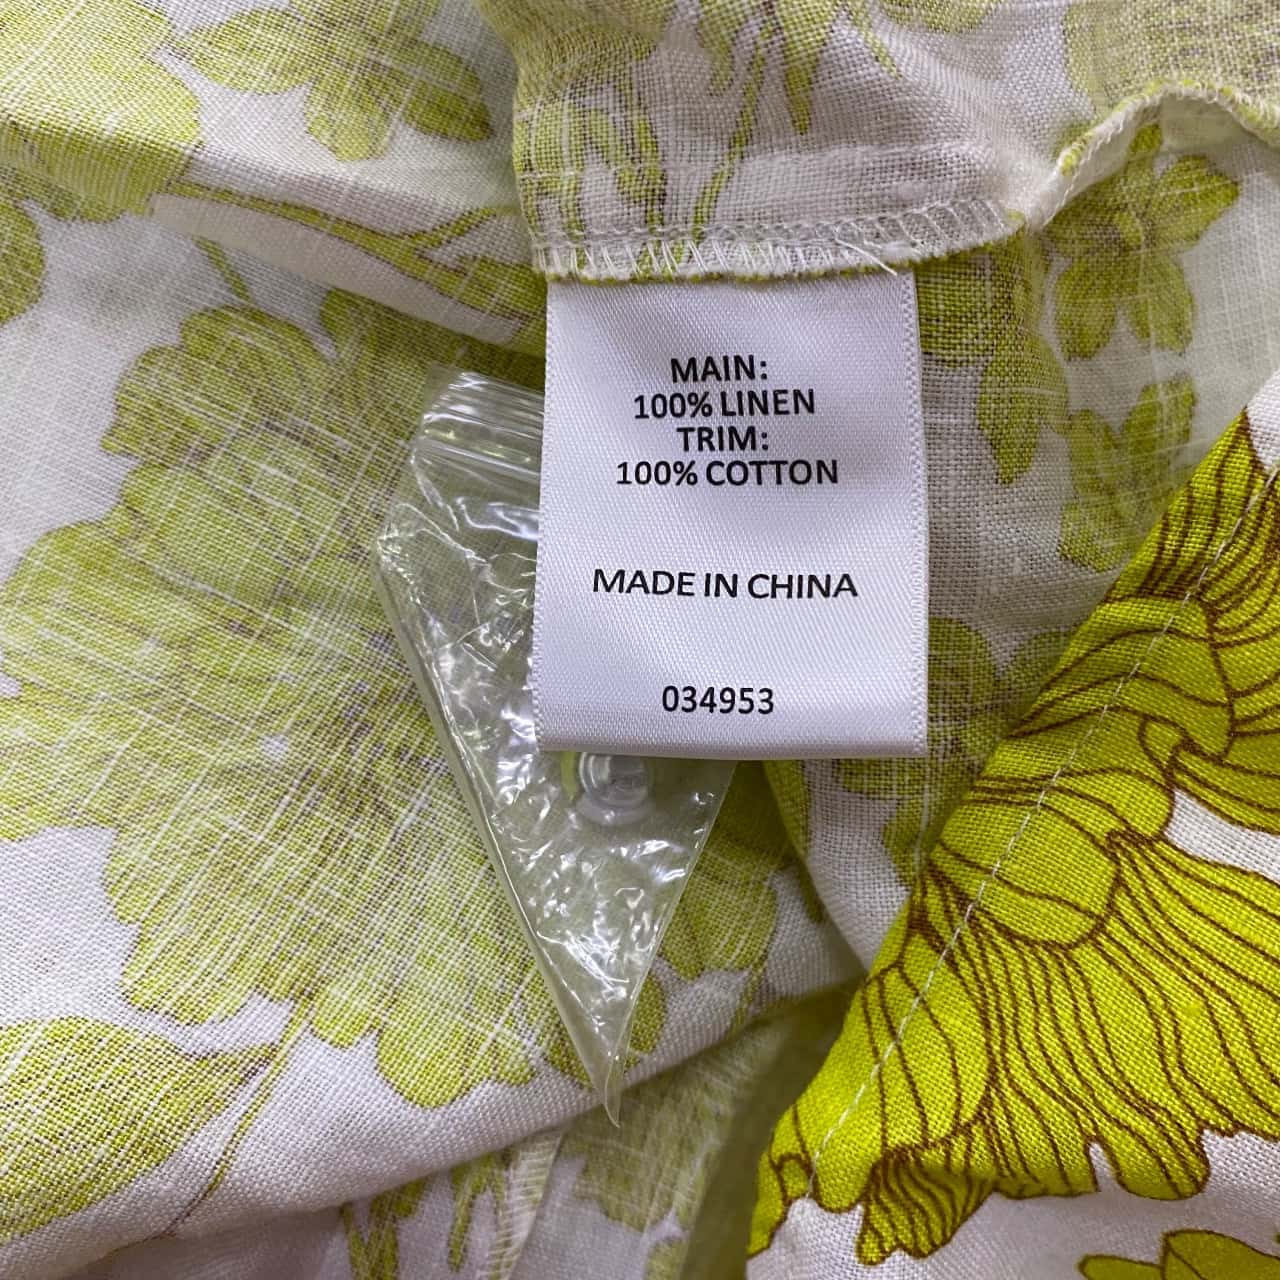 MAIN:
100% LINEN
TRIM:
100% COTTON
MADE IN CHINA
034953